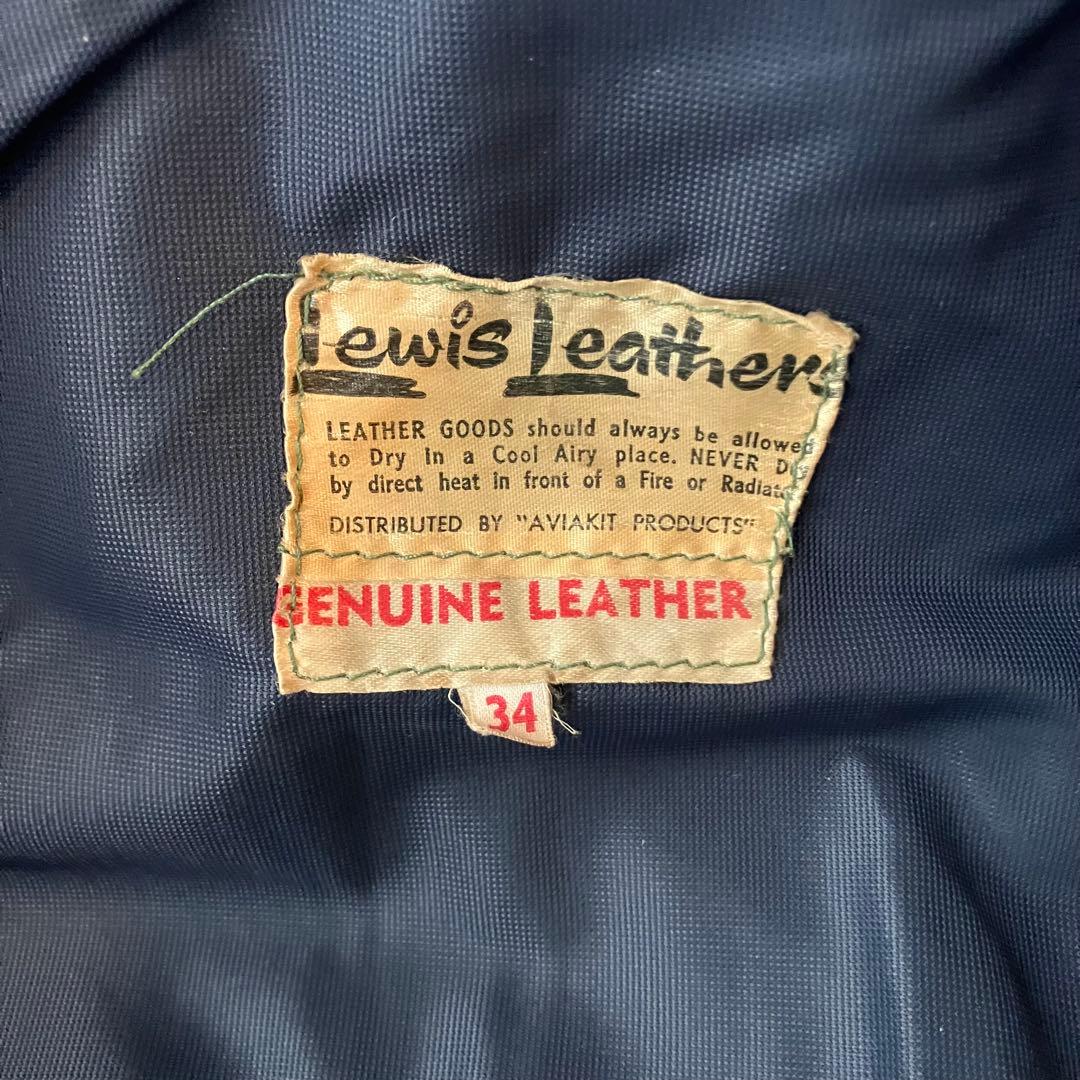 Lewis Leathers
LEATHER GOODS should always be allowed
to Dry in a Cool Airy place. NEVER
by direct heat in front of a Fire or
DISTRIBUTED BY "AVIAKIT PRODUCTS"
GENUINE LEATHER
34